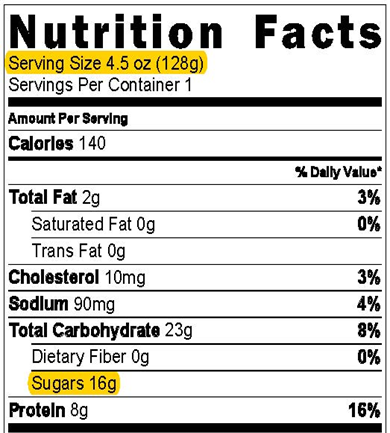 Nutrition Facts
Serving Size 4.5 oz (128g)
Servings Per Container 1
Amount Per Serving
Calories 140
% Daily Value*
Total Fat 2g 3%
Saturated Fat 0g 0%
Trans Fat 0g
Cholesterol 10mg 3%
Sodium 90mg 4%
Total Carbohydrate 23g 8%
Dietary Fiber 0g 0%
Sugars 16g
Protein 8g 16%